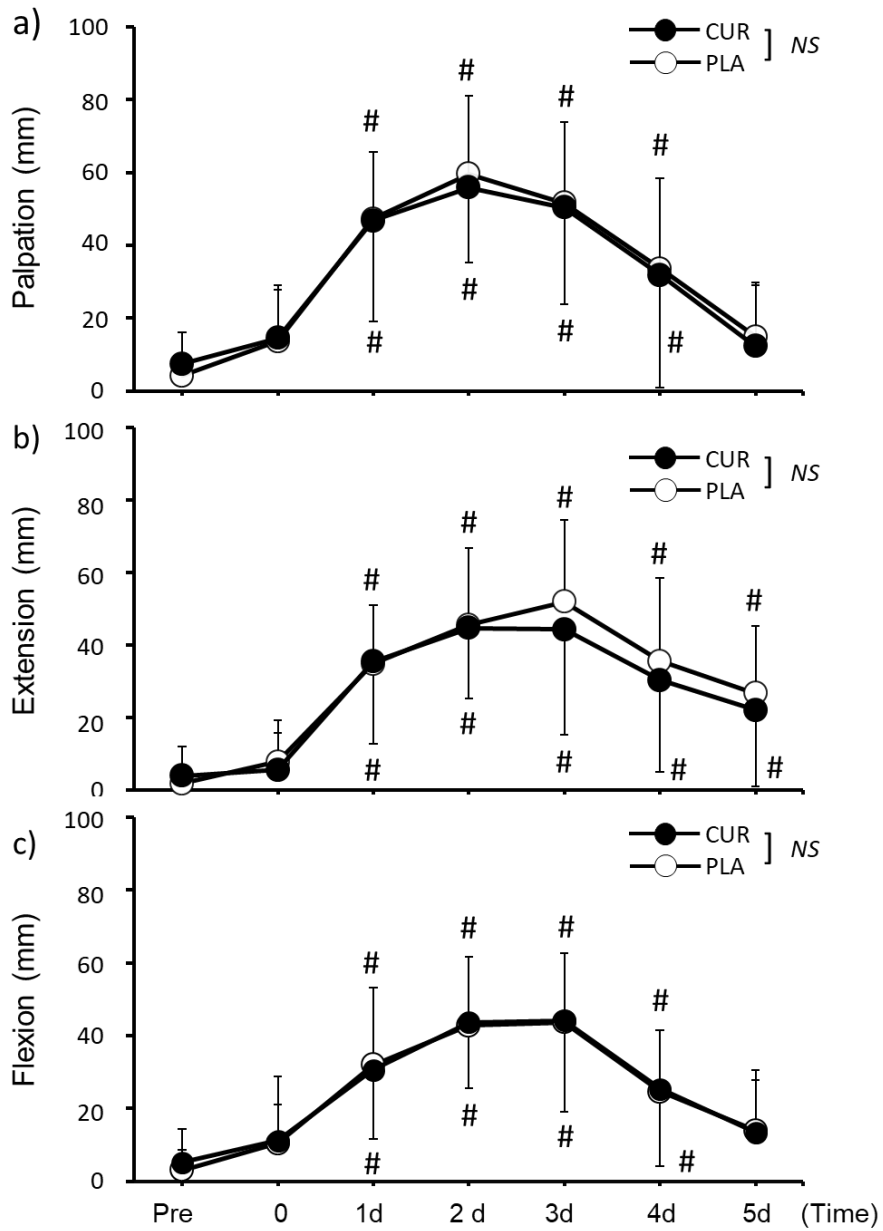 a)
Palpation (mm)
100
80
60
40
20
0
CUR
PLA
] NS
# # # #
# # # #
b)
Extension (mm)
100
80
60
40
20
0
CUR
PLA
] NS
# # # # #
# # # # #
c)
Flexion (mm)
100
80
60
40
20
0
CUR
PLA
] NS
# # # #
# # # #
Pre 0 1d 2 d 3d 4d 5d (Time)